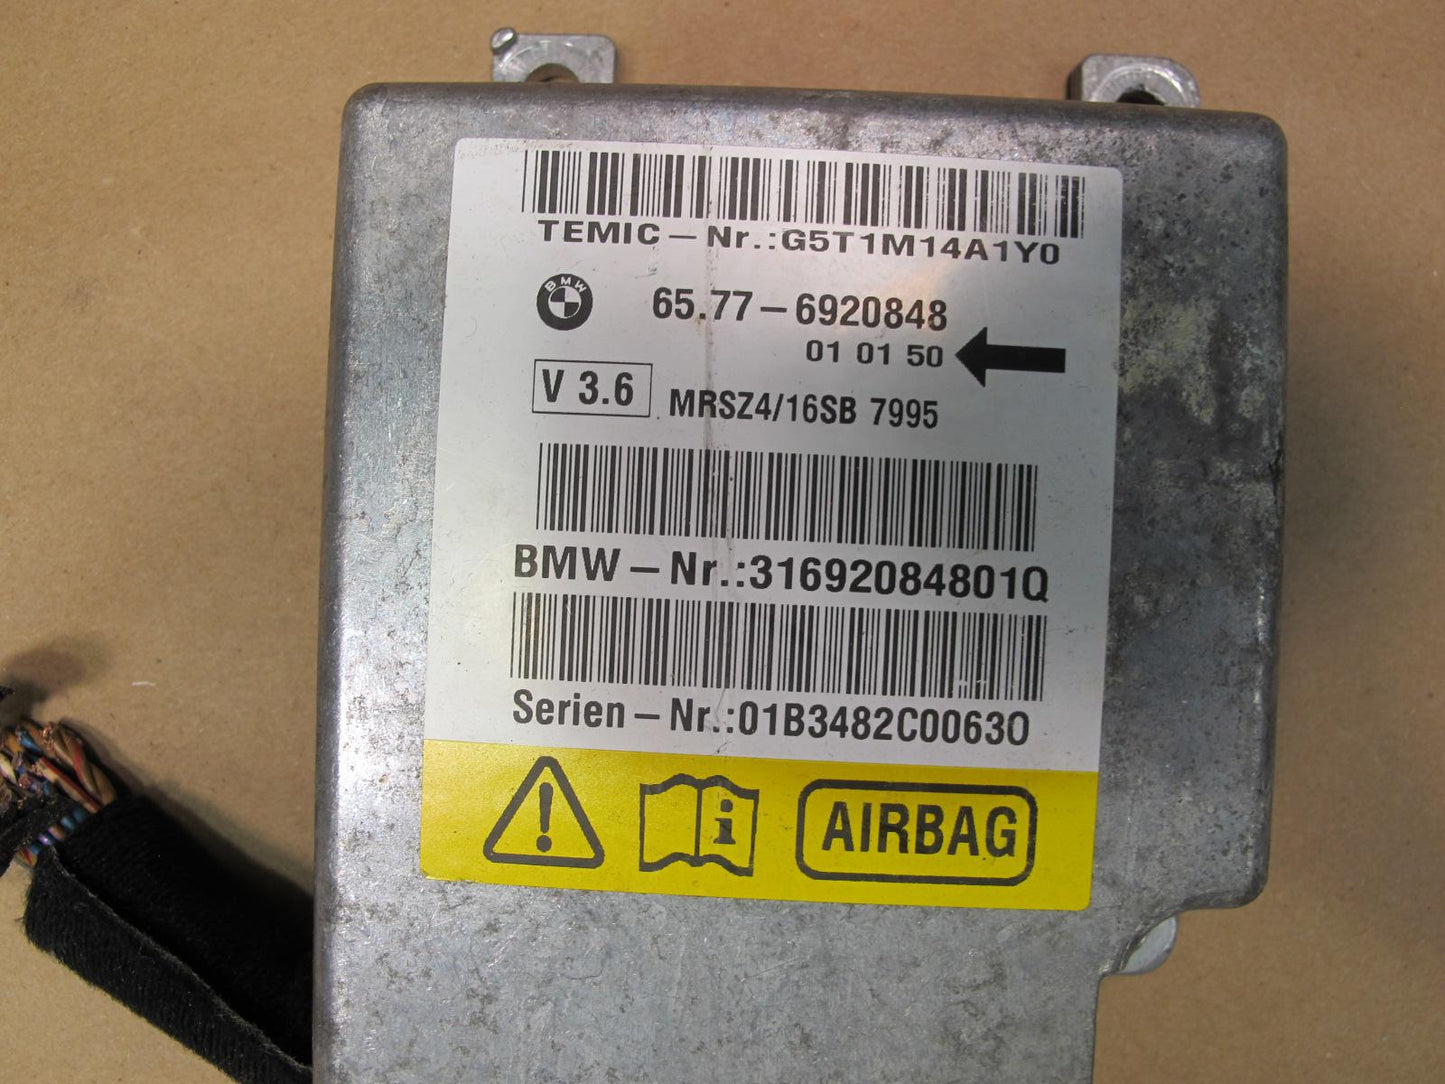 TEMIC – Nr.:G5T1M14A1Y0
BMW
65.77 – 6920848
01 01 50
V 3.6
MRSZ4/16SB 7995
BMW – Nr.:31692084801Q
Serien – Nr.:01B3482C00630
! i AIRBAG